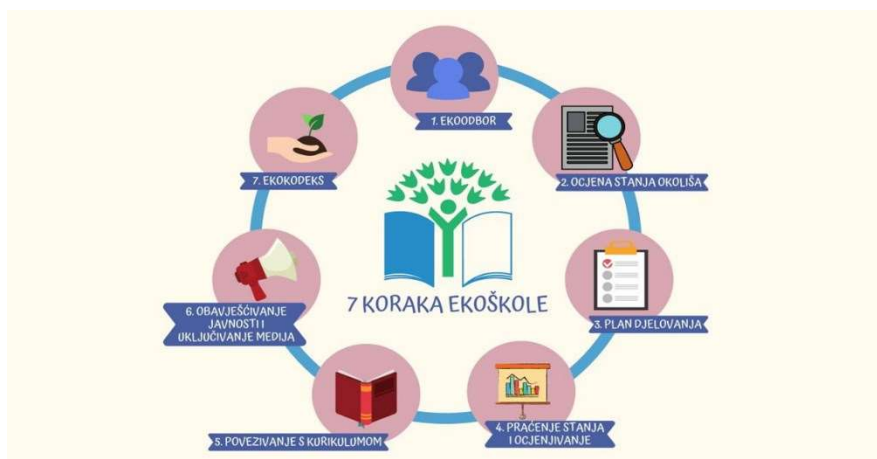 1. EKOODBOR
2. OCJENA STANJA OKOLIŠA
3. PLAN DJELOVANJA
4. PRAĆENJE STANJA
I OCJENJIVANJE
5. POVEZIVANJE S KURIKULUMOM
6. OBAVJEŠĆIVANJE
JAVNOSTI I
UKLJUČIVANJE MEDIJA
7. EKOKODEKS
7 KORAKA EKOŠKOLE